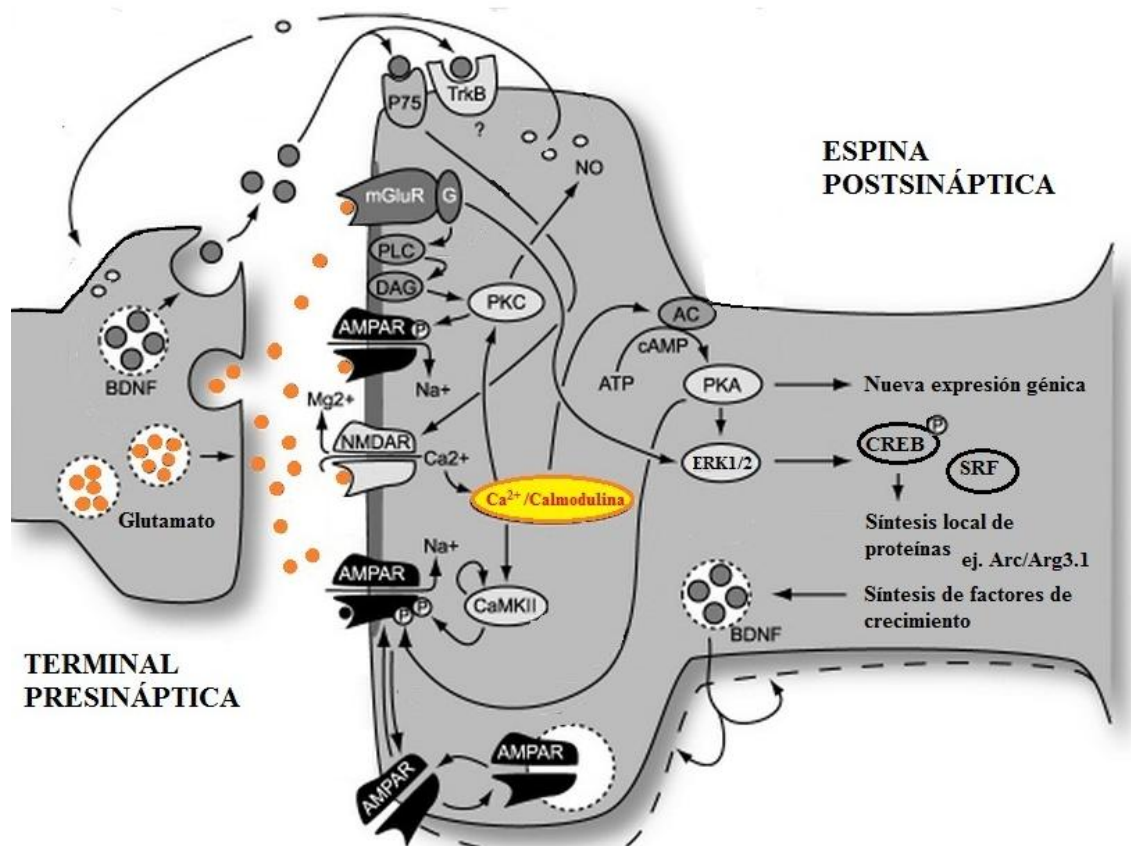 P75
TrkB
?
NO
ESPINA
POSTSINÁPTICA
mGluR
G
PLC
DAG
PKC
AMPAR
P
Na+
AC
cAMP
ATP
PKA
Nueva expresión génica
BDNF
Mg2+
NMDAR
Ca2+
ERK1/2
CREB
P
SRF
Ca²⁺/Calmodulina
Glutamato
Síntesis local de
proteínas
ej. Arc/Arg3.1
Na+
AMPAR
P
P
CaMKII
Síntesis de factores de
crecimiento
BDNF
TERMINAL
PRESINÁPTICA
AMPAR
AMPAR